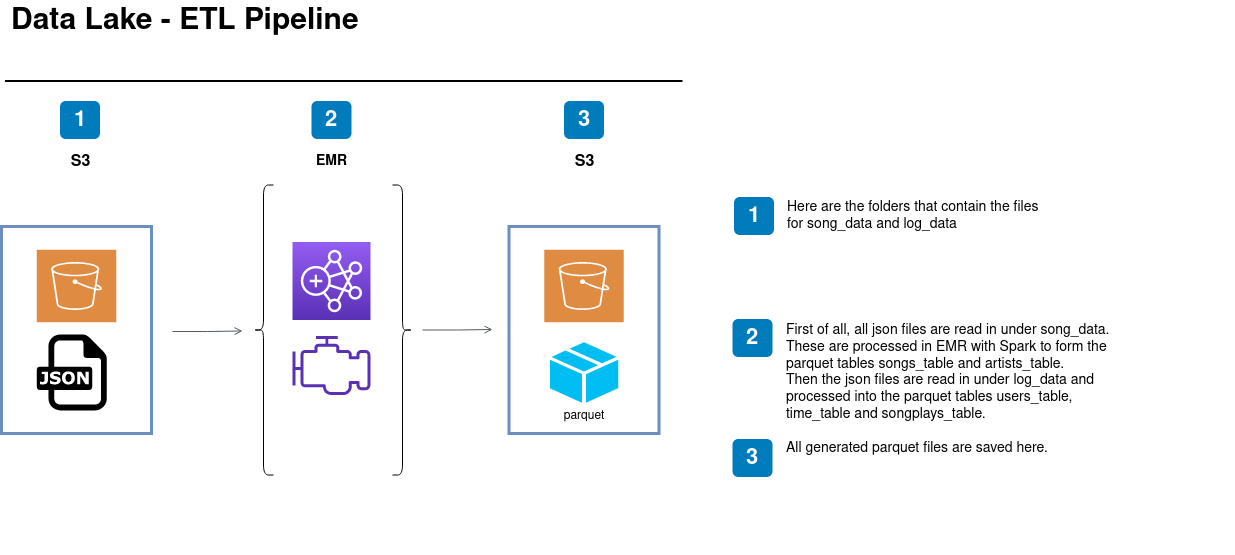 Data Lake - ETL Pipeline
1
2
3
S3
EMR
S3
JSON
parquet
1
Here are the folders that contain the files
for song_data and log_data
2
First of all, all json files are read in under song_data.
These are processed in EMR with Spark to form the
parquet tables songs_table and artists_table.
Then the json files are read in under log_data and
processed into the parquet tables users_table,
time_table and songplays_table.
3
All generated parquet files are saved here.